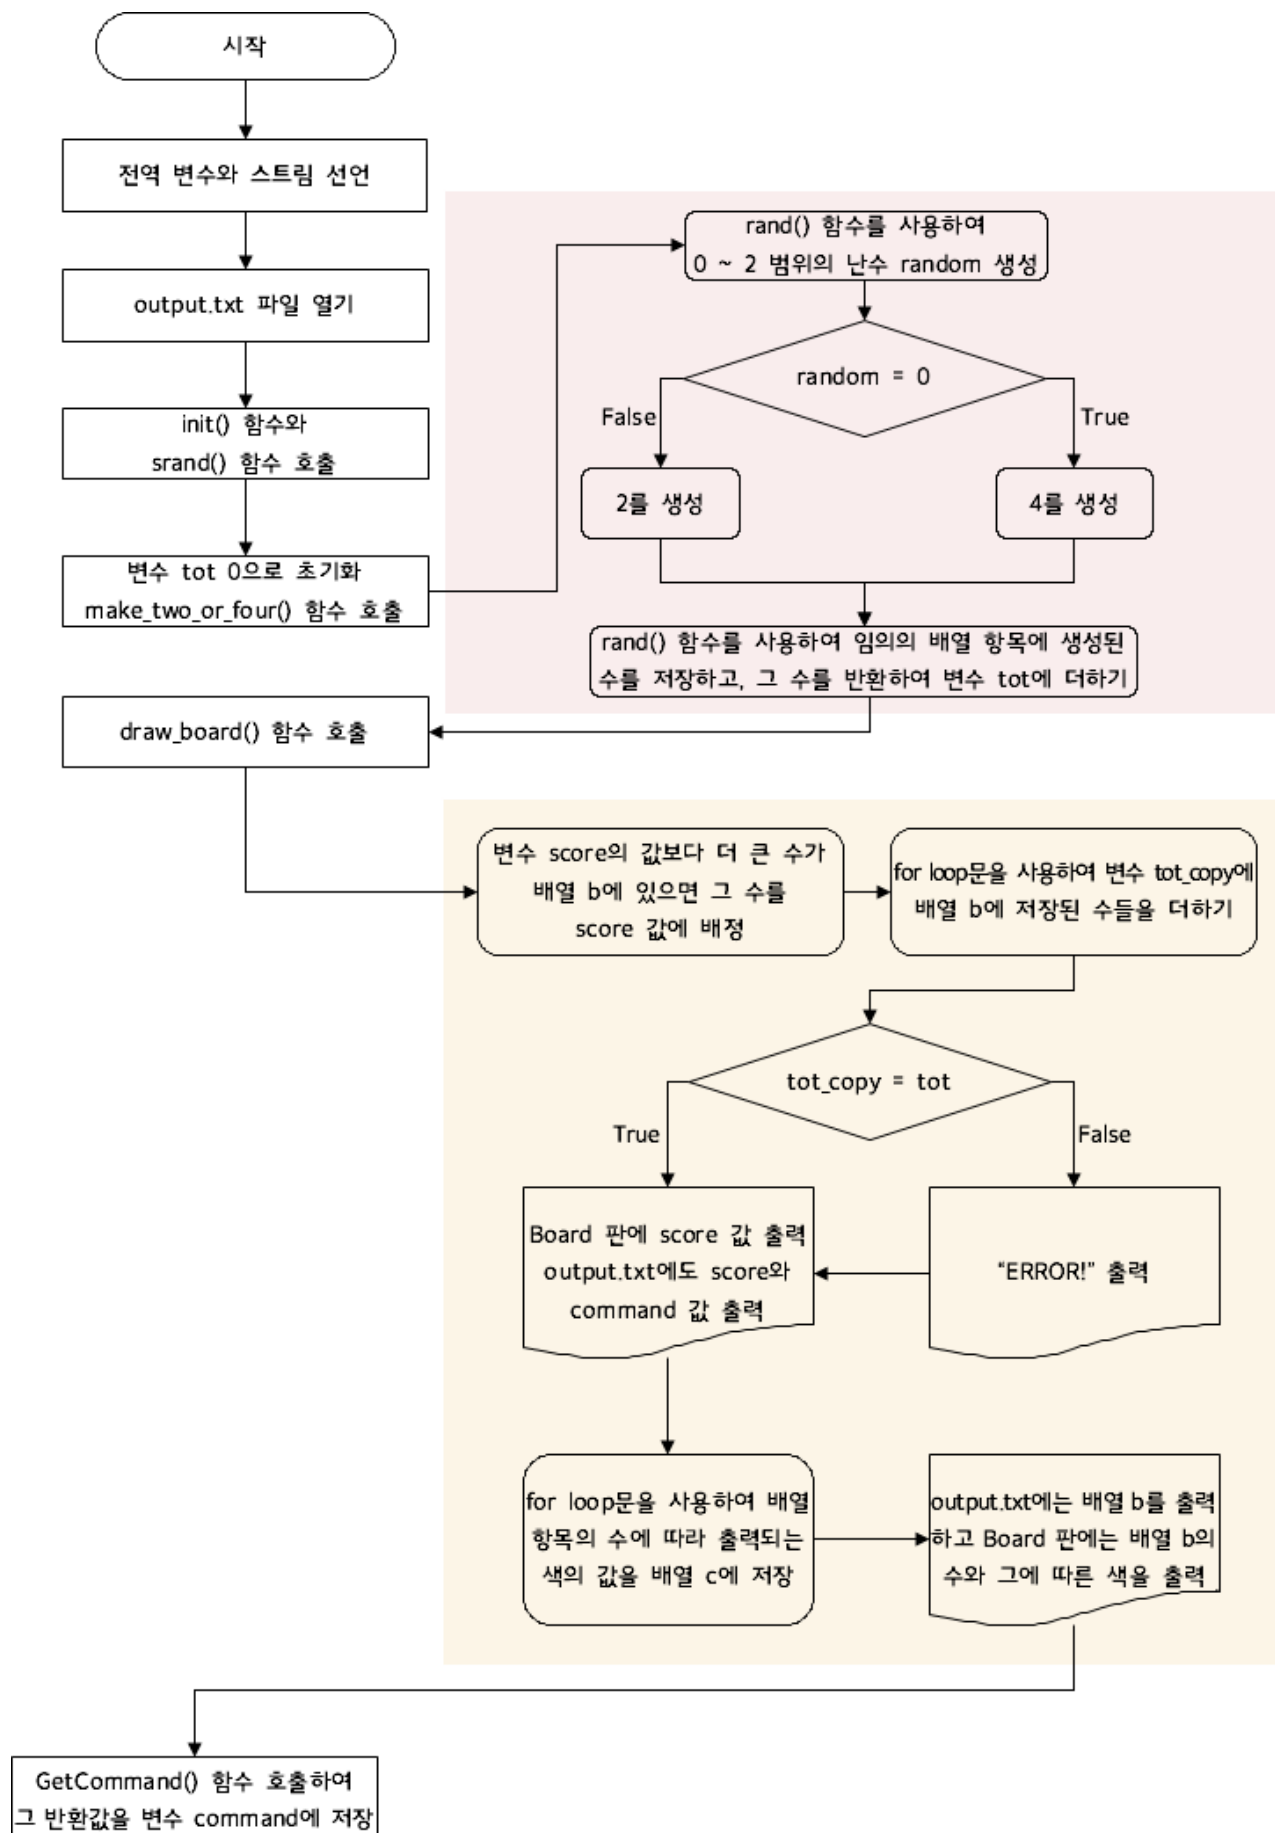 시작
전역 변수와 스트림 선언
output.txt 파일 열기
init() 함수와
srand() 함수 호출
변수 tot 0으로 초기화
make_two_or_four() 함수 호출
rand() 함수를 사용하여
0 ~ 2 범위의 난수 random 생성
random = 0
False
True
2를 생성
4를 생성
rand() 함수를 사용하여 임의의 배열 항목에 생성된
수를 저장하고, 그 수를 반환하여 변수 tot에 더하기
draw_board() 함수 호출
변수 score의 값보다 더 큰 수가
배열 b에 있으면 그 수를
score 값에 배정
for loop문을 사용하여 변수 tot_copy에
배열 b에 저장된 수들을 더하기
tot_copy = tot
True
False
Board 판에 score 값 출력
output.txt에도 score와
command 값 출력
“ERROR!” 출력
for loop문을 사용하여 배열
항목의 수에 따라 출력되는
색의 값을 배열 c에 저장
output.txt에는 배열 b를 출력
하고 Board 판에는 배열 b의
수와 그에 따른 색을 출력
GetCommand() 함수 호출하여
그 반환값을 변수 command에 저장